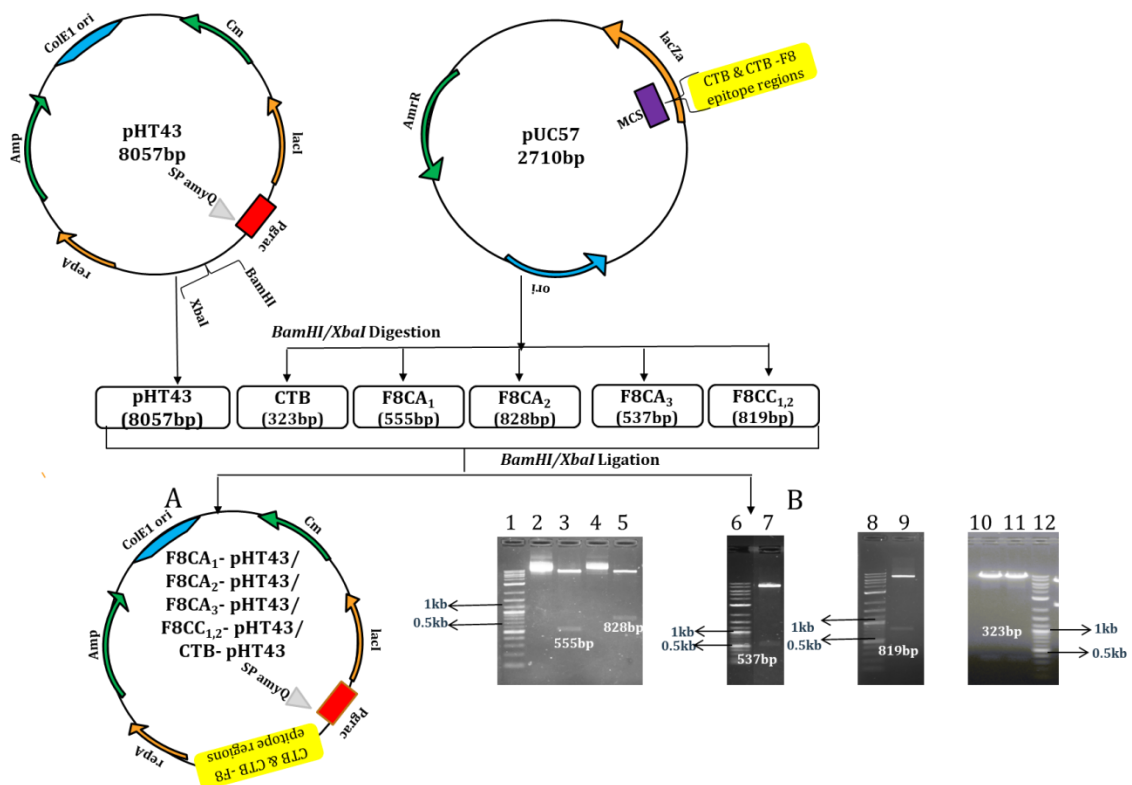 ColE1 ori
Cm
Amp
pHT43
8057bp
lacI
SP amyQ
Pgrac
repA
BamHI
XbaI
lacZa
CTB & CTB -F8
epitope regions
MCS
AmrR
pUC57
2710bp
ori
BamHI/XbaI Digestion
pHT43
(8057bp)
CTB
(323bp)
F8CA1
(555bp)
F8CA2
(828bp)
F8CA3
(537bp)
F8CC1,2
(819bp)
BamHI/XbaI Ligation
A
ColE1 ori
Cm
F8CA1- pHT43/
F8CA2- pHT43/
F8CA3- pHT43/
F8CC1,2- pHT43/
CTB- pHT43
Amp
lacI
SP amyQ
Pgrac
repA
CTB & CTB -F8
epitope regions
B
1 2 3 4 5
1kb
0.5kb
555bp
828bp
6 7
1kb
0.5kb
537bp
8 9
1kb
0.5kb
819bp
10 11 12
323bp
1kb
0.5kb